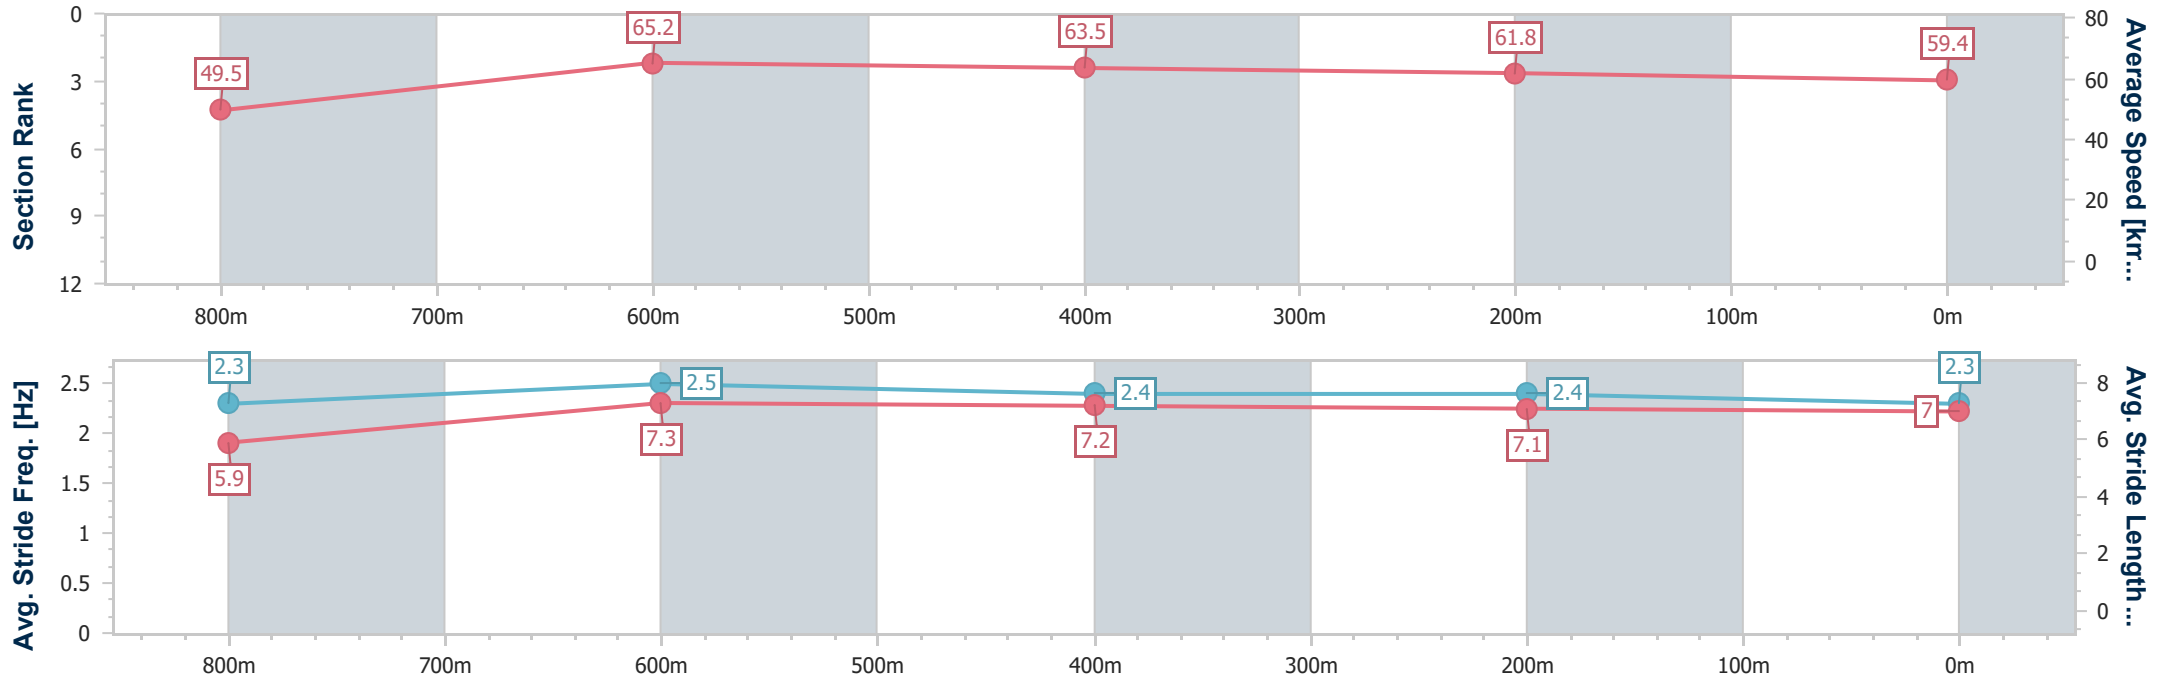 Section Rank
0
3
6
9
12
49.5
65.2
63.5
61.8
59.4
80
60
40
20
0
Average Speed [km...
800m
700m
600m
500m
400m
300m
200m
100m
0m
Avg. Stride Freq. [Hz]
2.5
2
1.5
1
0.5
0
2.3
2.5
2.4
2.4
2.3
5.9
7.3
7.2
7.1
7
8
6
4
2
0
Avg. Stride Length ...
800m
700m
600m
500m
400m
300m
200m
100m
0m